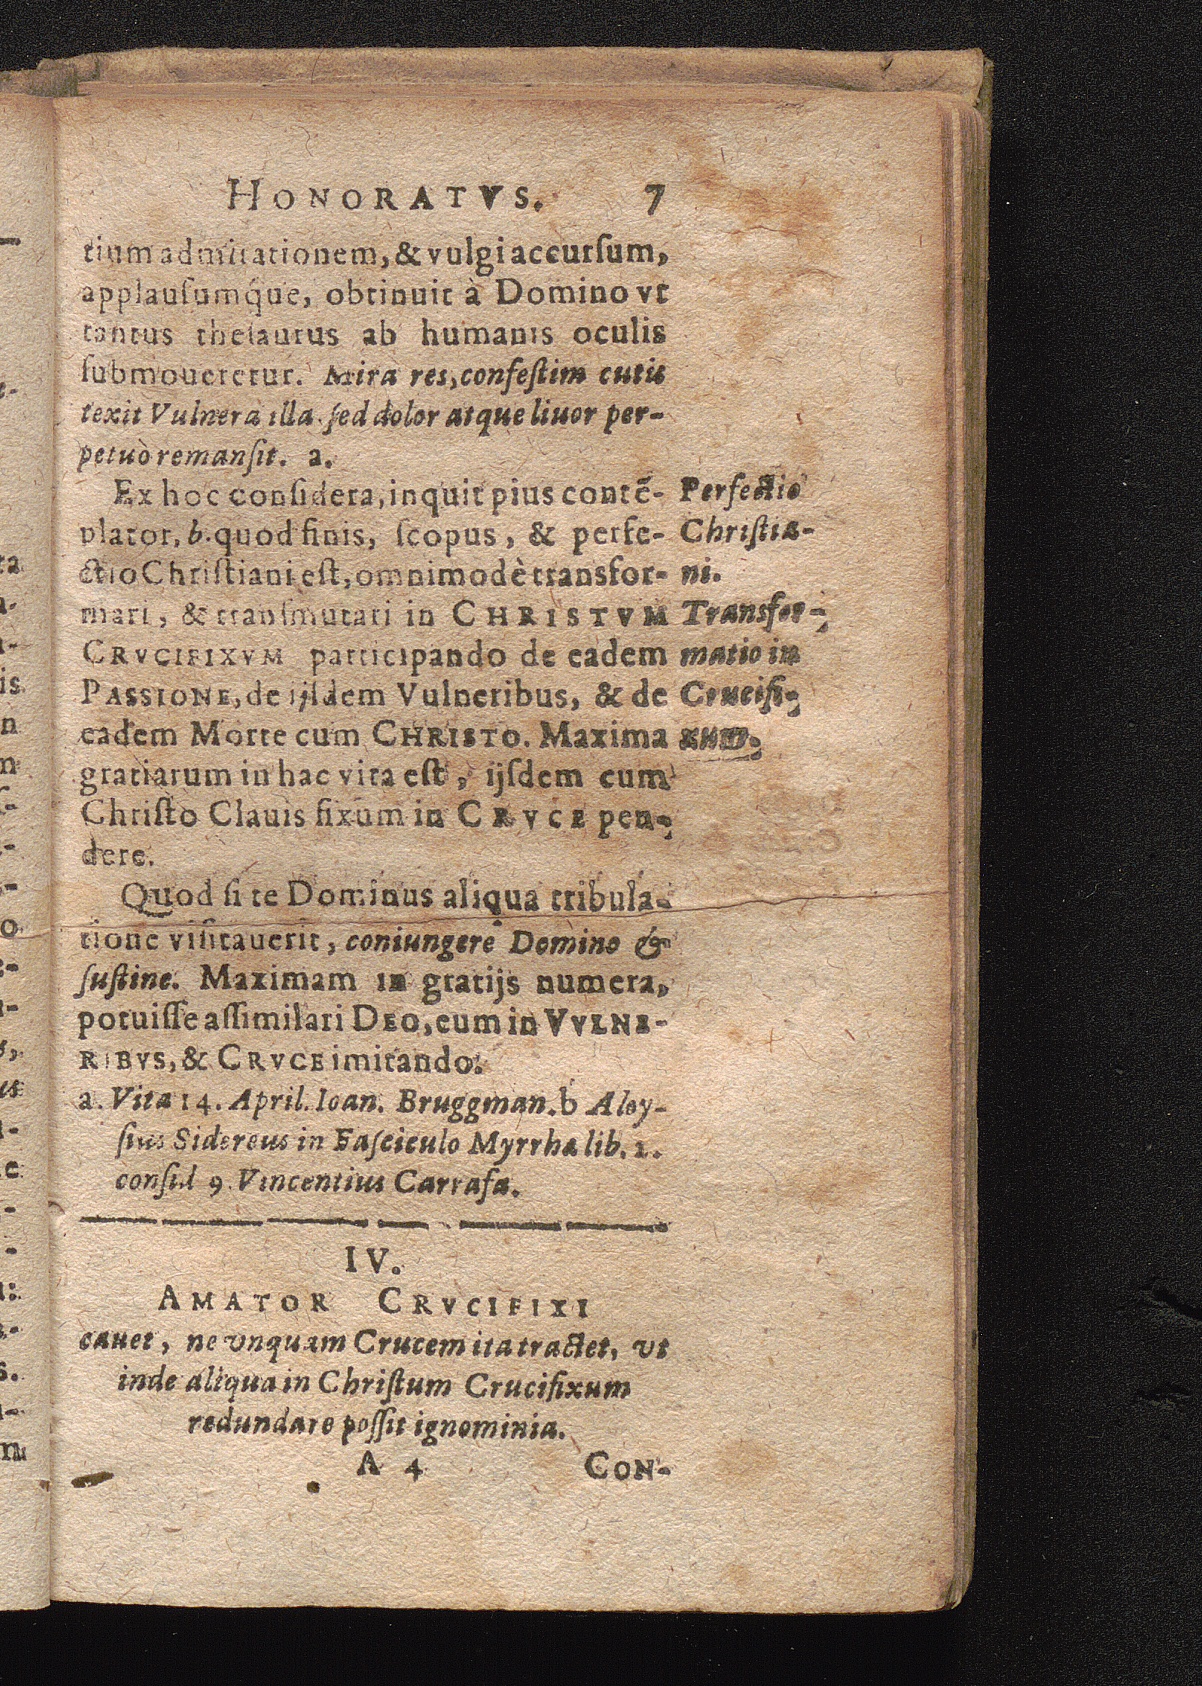 HONORATVS. 7
tium admirationem, & vulgi accursum,
applausumq́ue, obtinuit à Domino vt
tantus thesaurus ab humanis oculis
submoueretur. Mira res, confestim cutis
texit Vulnera illa sed dolor atque liuor per-
petuò remansit. a.
Ex hoc considera, inquit pius contē-
plator, b. quod finis, scopus, & perfe-
ctio Christiani est, omnimodè transfor-
mari, & transmutari in CHRISTVM
CRVCIFIXVM participando de eadem
PASSIONE, de ijsdem Vulneribus, & de
eadem Morte cum CHRISTO. Maxima
gratiarum in hac vita est, ijsdem cum
Christo Clauis fixum in CRVCE pen-
dere.
Quod si te Dominus aliqua tribula-
tione visitauerit, coniungere Domino &
sustine. Maximam in gratijs numera,
potuisse assimilari DEO, eum in VVLNE-
RIBVS, & CRVCE imitando.
a. Vita 14. April. Ioan. Bruggman. b Aloy-
sius Sidereus in Fasciculo Myrrha lib. 1.
consid 9. Vincentius Carrafa.
Perfectio
Christia-
ni.
Transfor-
matio in
Crucifi-
xum.
IV.
AMATOR CRVCIFIXI
cauet, ne vnquam Crucem ita tractet, vt
inde aliqua in Christum Crucifixum
redundare possit ignominia.
A 4 CON-